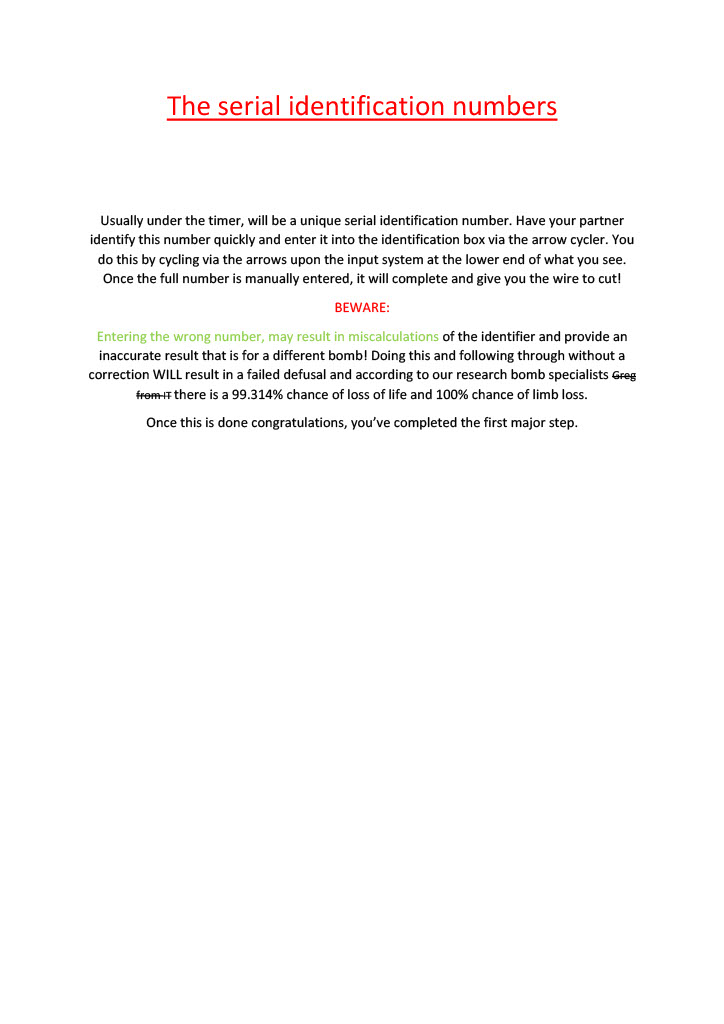 The serial identification numbers
Usually under the timer, will be a unique serial identification number. Have your partner
identify this number quickly and enter it into the identification box via the arrow cycler. You
do this by cycling via the arrows upon the input system at the lower end of what you see.
Once the full number is manually entered, it will complete and give you the wire to cut!
BEWARE:
Entering the wrong number, may result in miscalculations of the identifier and provide an
inaccurate result that is for a different bomb! Doing this and following through without a
correction WILL result in a failed defusal and according to our research bomb specialists Greg
from IT there is a 99.314% chance of loss of life and 100% chance of limb loss.
Once this is done congratulations, you’ve completed the first major step.